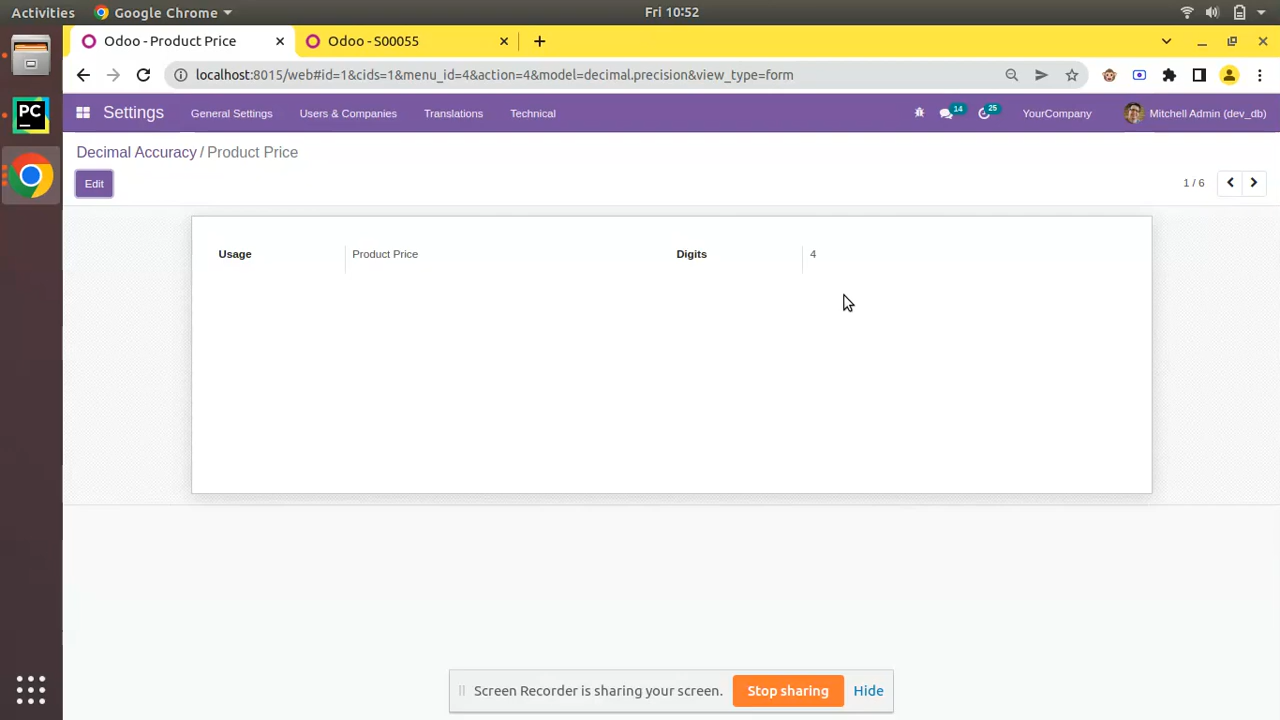 Activities Google Chrome Fri 10:52
Odoo - Product Price Odoo - S00055
localhost:8015/web#id=1&cids=1&menu_id=4&action=4&model=decimal.precision&view_type=form
Settings General Settings Users & Companies Translations Technical 14 25 YourCompany Mitchell Admin (dev_db)
Decimal Accuracy / Product Price
Edit 1 / 6
Usage Product Price Digits 4
PC
Screen Recorder is sharing your screen. Stop sharing Hide